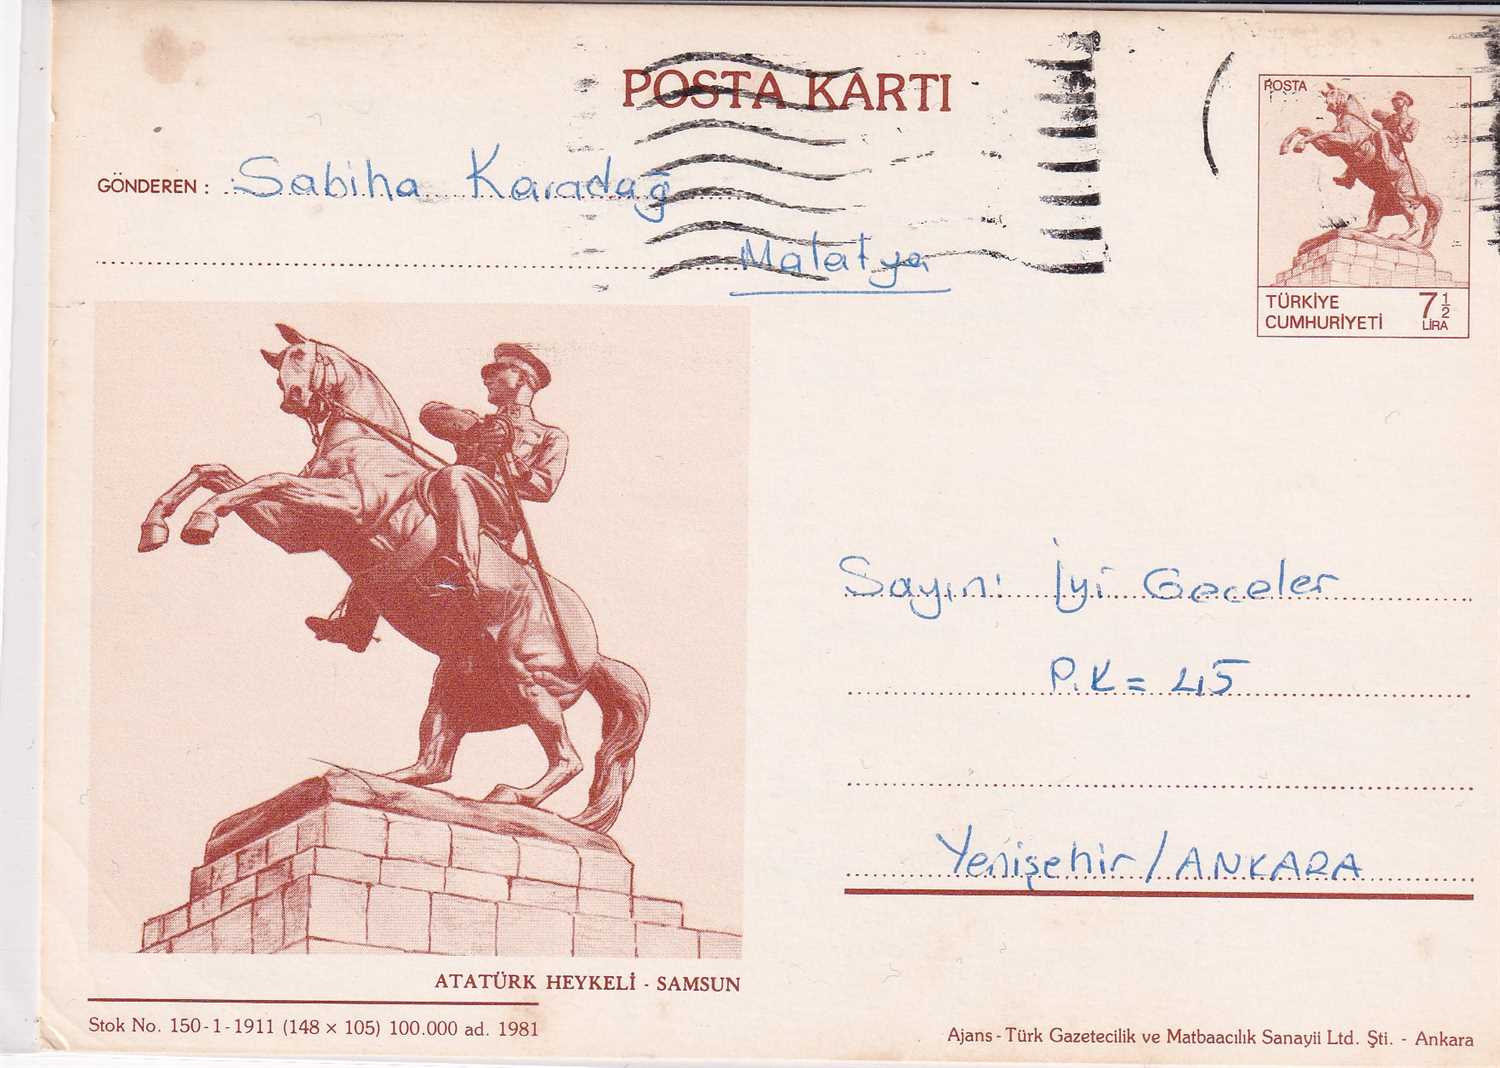 POSTA KARTI
GÖNDEREN : Sabiha Karadağ
Malatya
POSTA
TÜRKİYE
CUMHURİYETİ
7 1/2
LİRA
Sayın: İyi Geceler
P.K = 45
Yenişehir / ANKARA
ATATÜRK HEYKELİ - SAMSUN
Stok No. 150-1-1911 (148 x 105) 100.000 ad. 1981
Ajans - Türk Gazetecilik ve Matbaacılık Sanayii Ltd. Şti. - Ankara